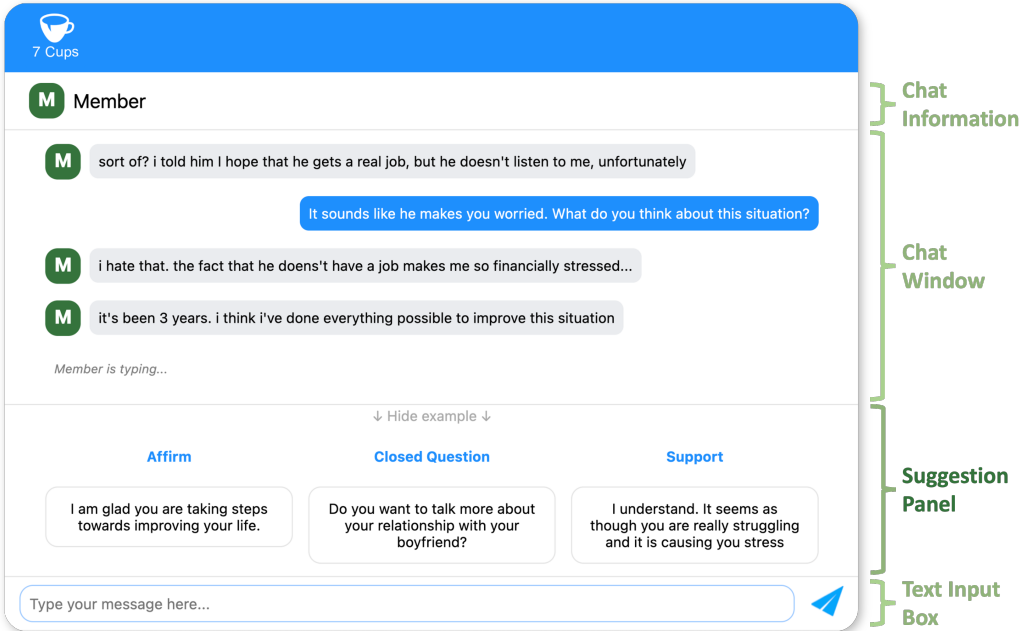 7 Cups
M Member
Chat
Information
M sort of? i told him I hope that he gets a real job, but he doesn't listen to me, unfortunately
It sounds like he makes you worried. What do you think about this situation?
M i hate that. the fact that he doens't have a job makes me so financially stressed...
Chat
Window
M it's been 3 years. i think i've done everything possible to improve this situation
Member is typing...
↓ Hide example ↓
Affirm
Closed Question
Support
I am glad you are taking steps
towards improving your life.
Do you want to talk more about
your relationship with your
boyfriend?
I understand. It seems as
though you are really struggling
and it is causing you stress
Suggestion
Panel
Type your message here...
Text Input
Box